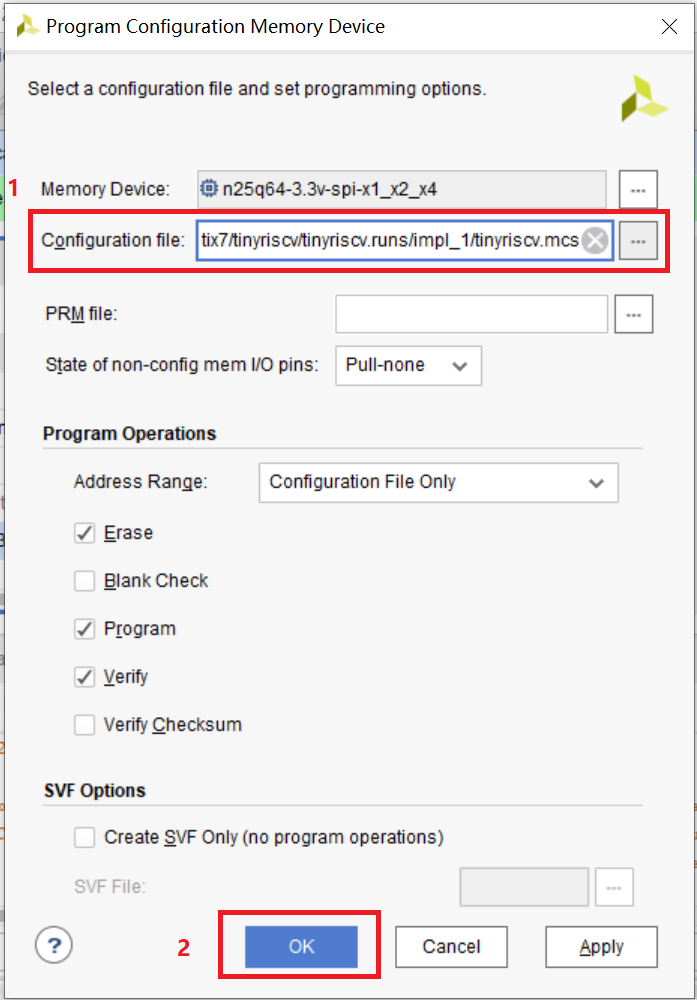 Program Configuration Memory Device
Select a configuration file and set programming options.
1
Memory Device: n25q64-3.3v-spi-x1_x2_x4 ...
Configuration file: tix7/tinyriscv/tinyriscv.runs/impl_1/tinyriscv.mcs ...
PRM file: ...
State of non-config mem I/O pins: Pull-none
Program Operations
Address Range: Configuration File Only
Erase
Blank Check
Program
Verify
Verify Checksum
SVF Options
Create SVF Only (no program operations)
SVF File: ...
? 2 OK Cancel Apply